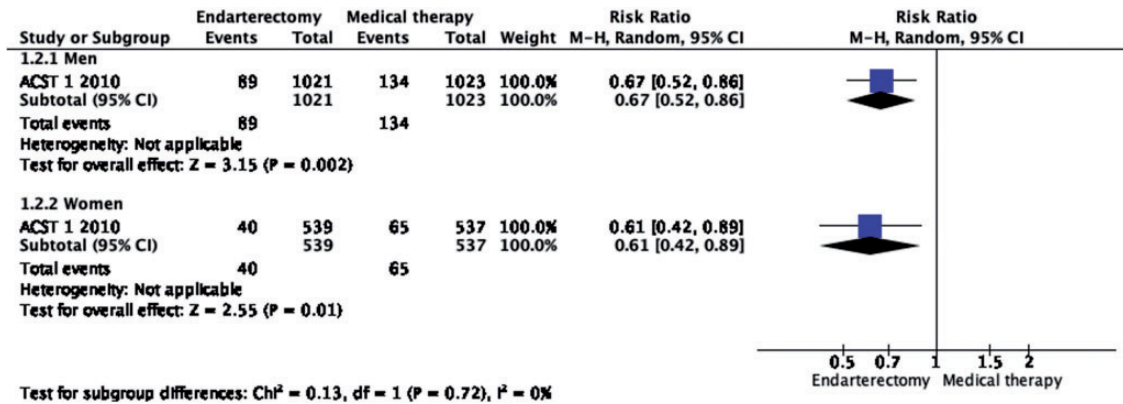 Endarterectomy Medical therapy Risk Ratio Risk Ratio
Study or Subgroup Events Total Events Total Weight M-H, Random, 95% CI M-H, Random, 95% CI
1.2.1 Men
ACST 1 2010 89 1021 134 1023 100.0% 0.67 [0.52, 0.86]
Subtotal (95% CI) 1021 1023 100.0% 0.67 [0.52, 0.86]
Total events 89 134
Heterogeneity: Not applicable
Test for overall effect: Z = 3.15 (P = 0.002)
1.2.2 Women
ACST 1 2010 40 539 65 537 100.0% 0.61 [0.42, 0.89]
Subtotal (95% CI) 539 537 100.0% 0.61 [0.42, 0.89]
Total events 40 65
Heterogeneity: Not applicable
Test for overall effect: Z = 2.55 (P = 0.01)
0.5 0.7 1 1.5 2
Endarterectomy Medical therapy
Test for subgroup differences: Chi² = 0.13, df = 1 (P = 0.72), I² = 0%